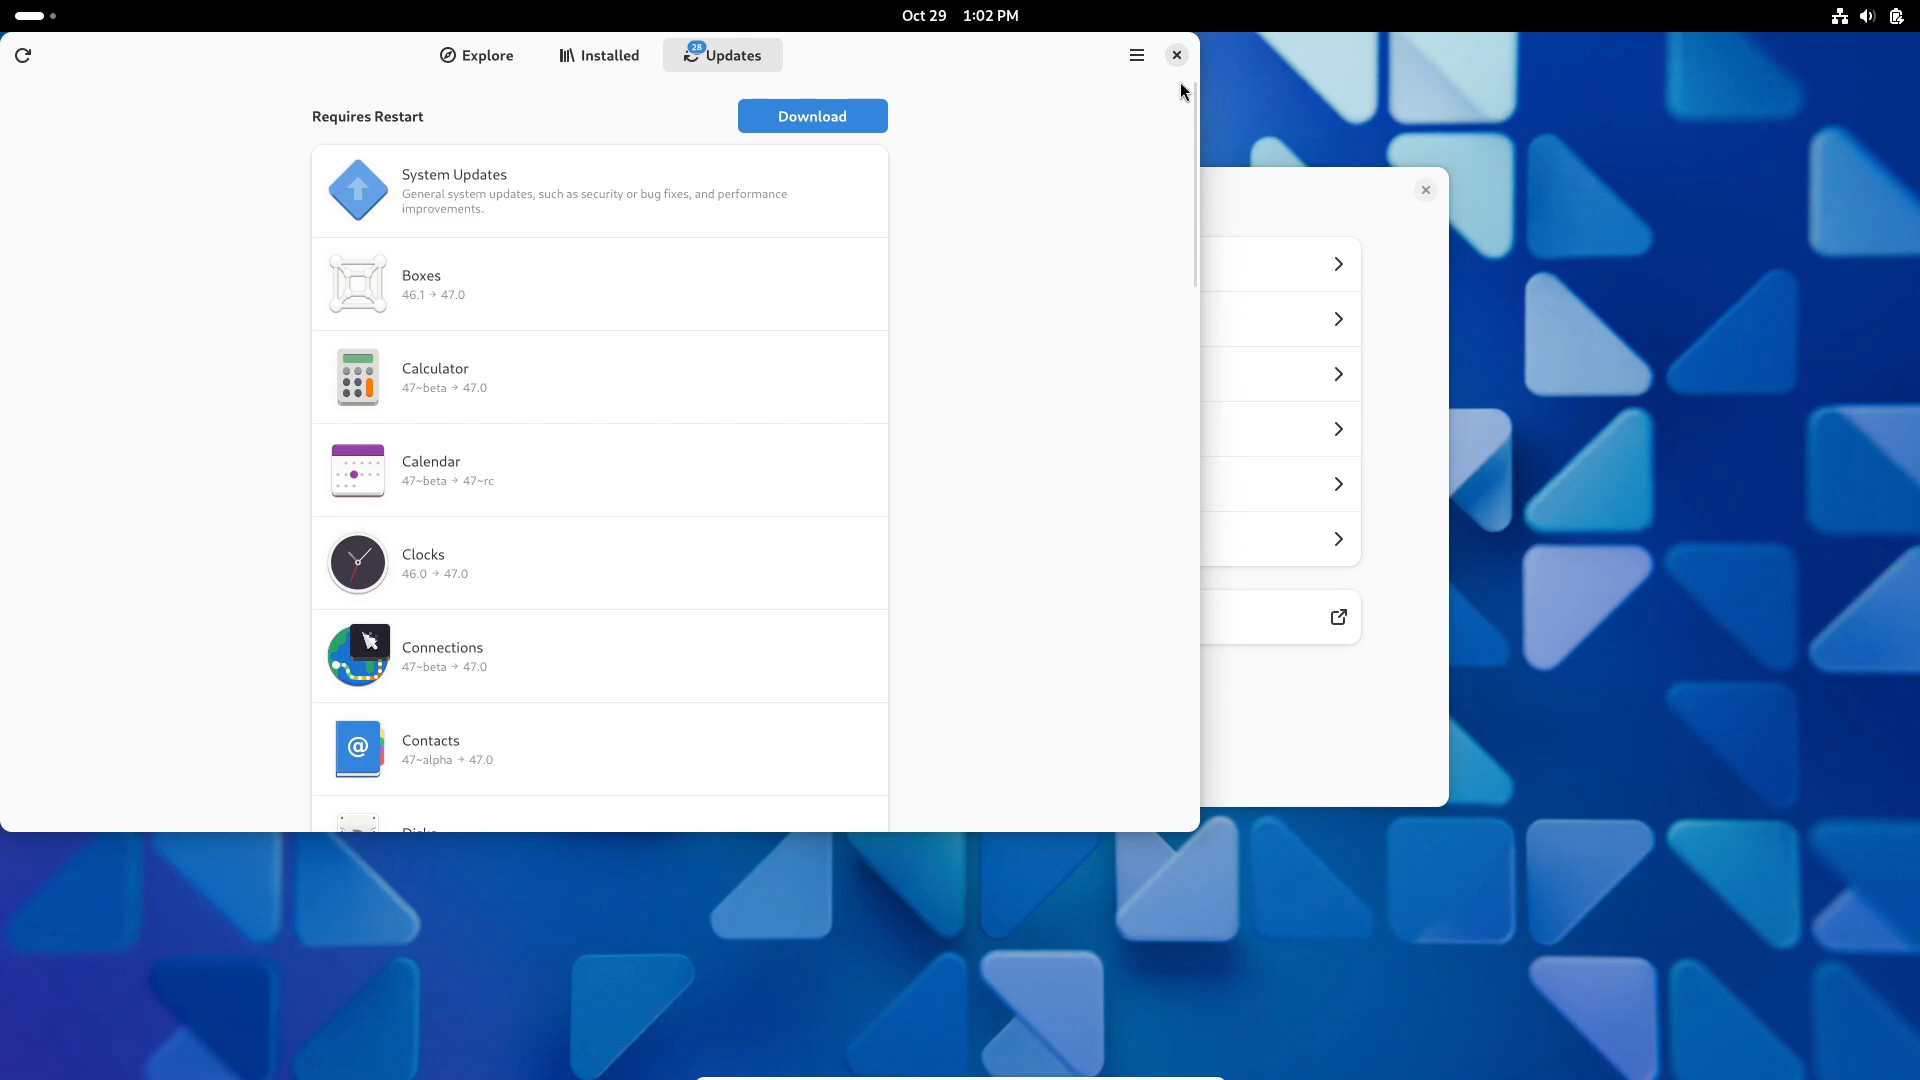 Oct 29 1:02 PM
Explore
Installed
28
Updates
Requires Restart
Download
System Updates
General system updates, such as security or bug fixes, and performance
improvements.
Boxes
46.1 → 47.0
Calculator
47~beta → 47.0
Calendar
47~beta → 47~rc
Clocks
46.0 → 47.0
Connections
47~beta → 47.0
@
Contacts
47~alpha → 47.0